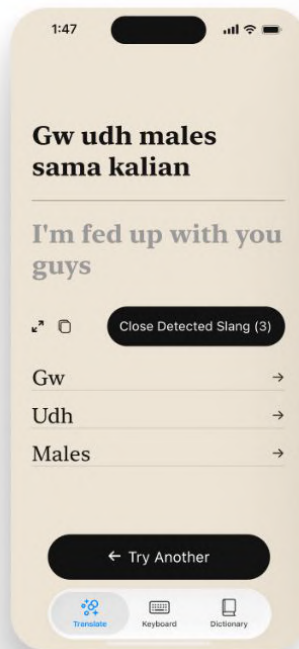 1:47
Gw udh males
sama kalian
I'm fed up with you
guys
Close Detected Slang (3)
Gw
Udh
Males
Try Another
Translate Keyboard Dictionary